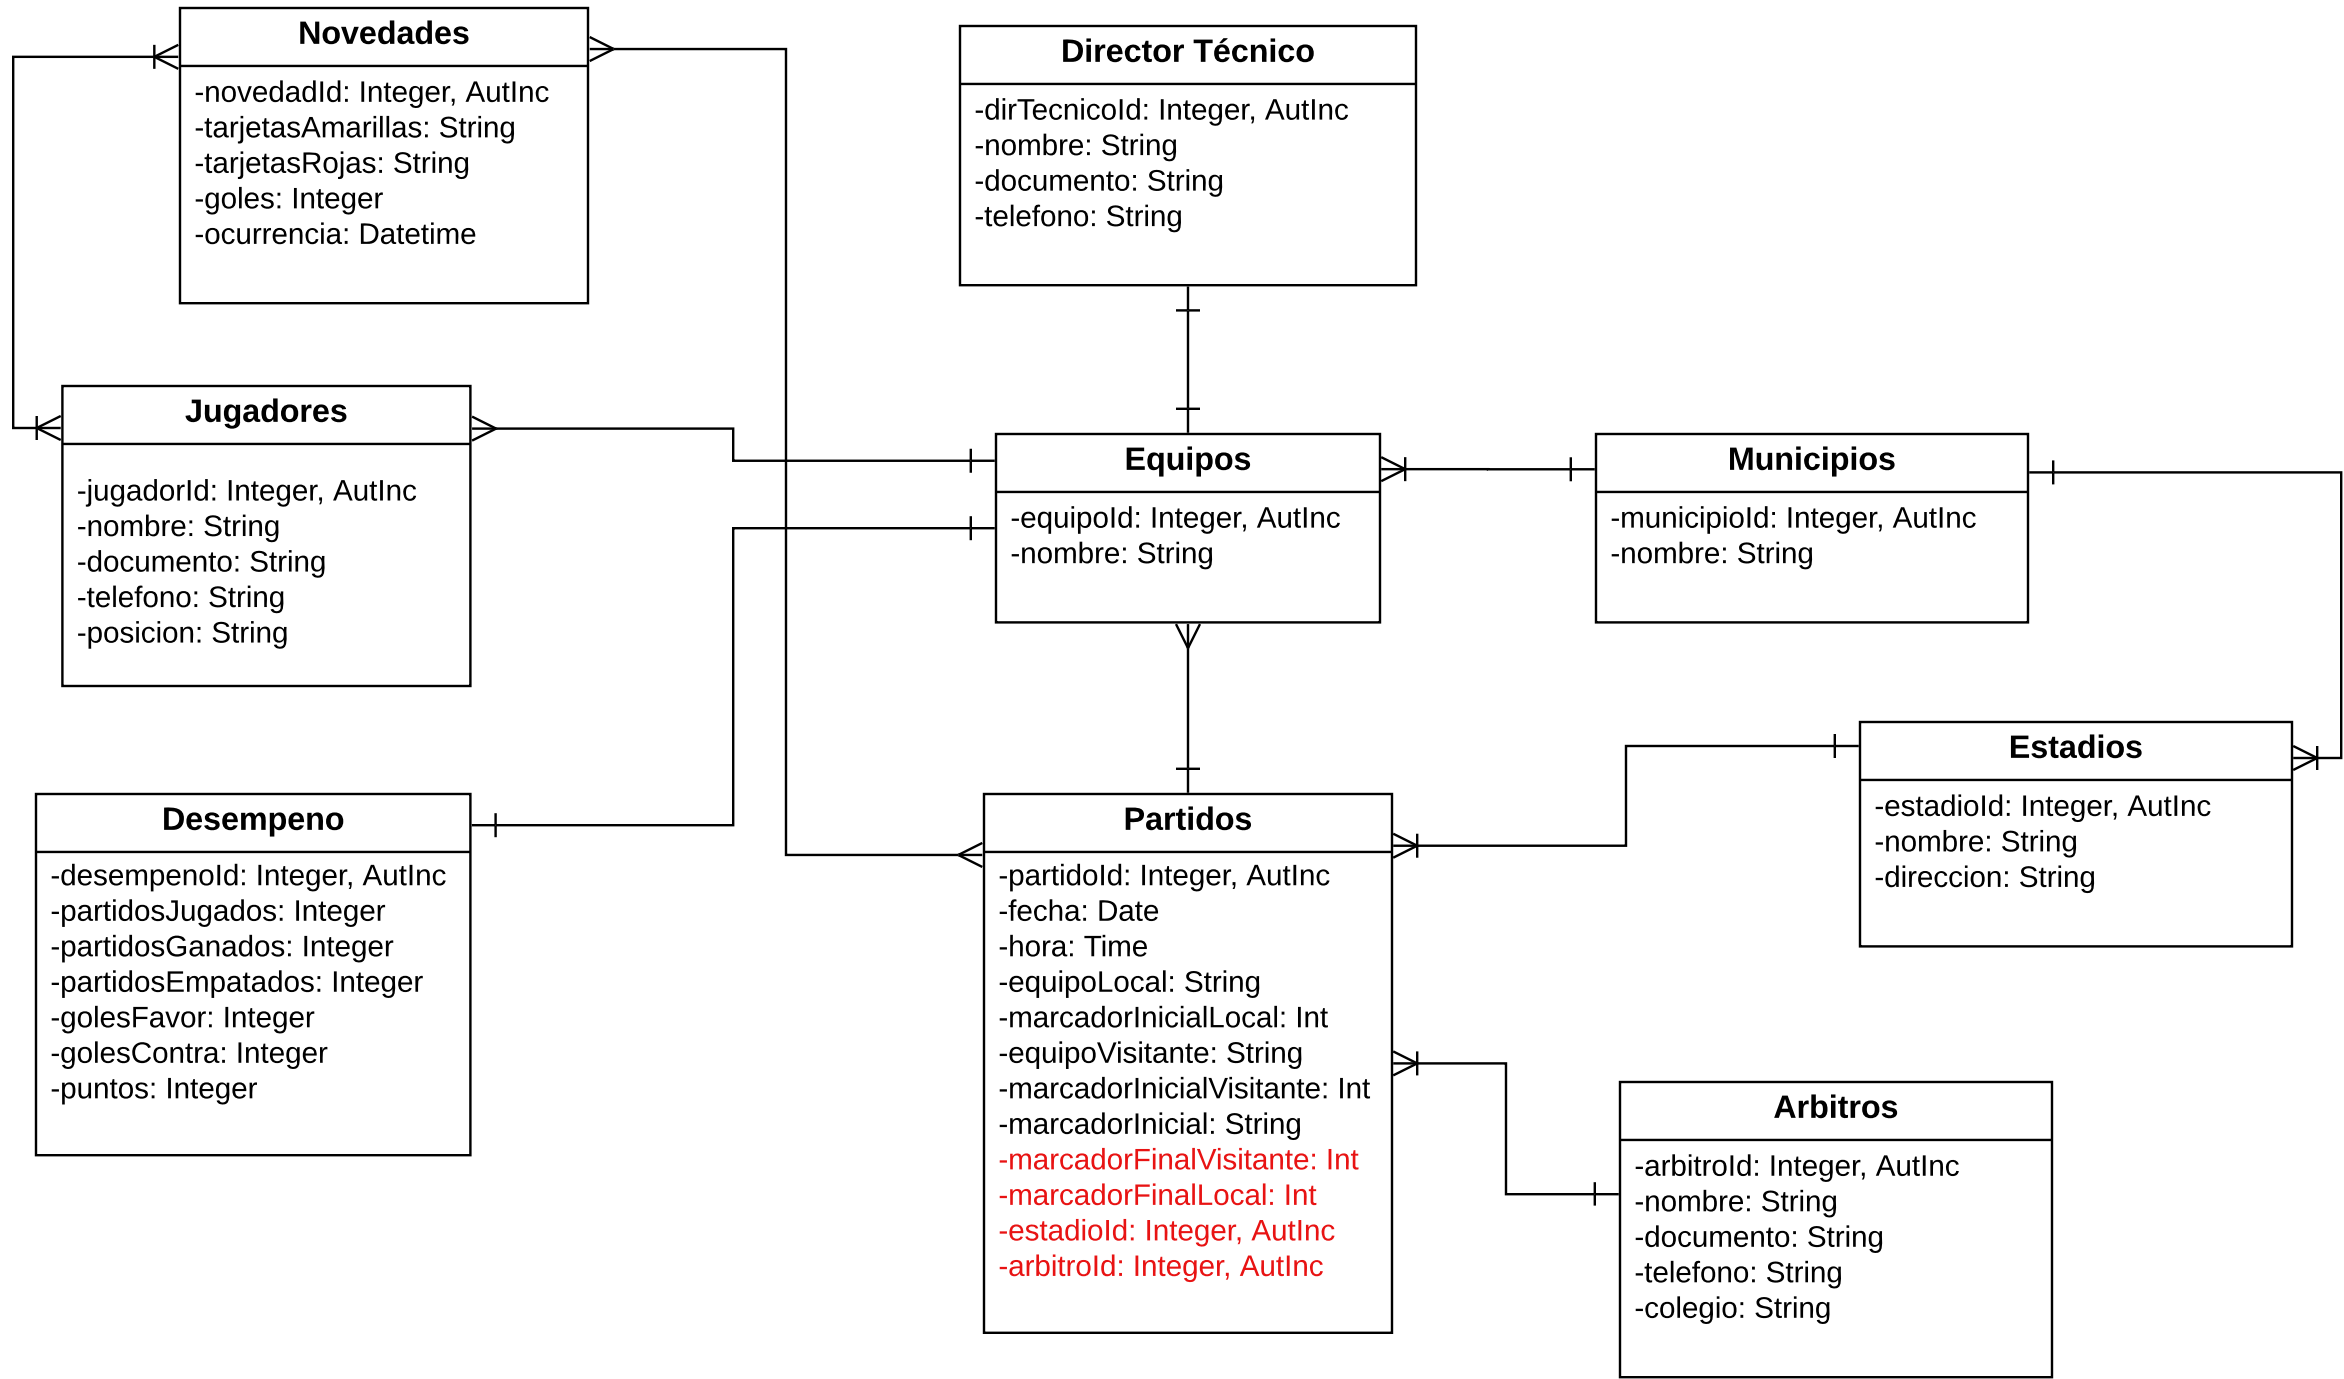 Novedades
-novedadId: Integer, AutInc
-tarjetasAmarillas: String
-tarjetasRojas: String
-goles: Integer
-ocurrencia: Datetime
Director Técnico
-dirTecnicoId: Integer, AutInc
-nombre: String
-documento: String
-telefono: String
Jugadores
-jugadorId: Integer, AutInc
-nombre: String
-documento: String
-telefono: String
-posicion: String
Equipos
-equipoId: Integer, AutInc
-nombre: String
Municipios
-municipioId: Integer, AutInc
-nombre: String
Desempeno
-desempenoId: Integer, AutInc
-partidosJugados: Integer
-partidosGanados: Integer
-partidosEmpatados: Integer
-golesFavor: Integer
-golesContra: Integer
-puntos: Integer
Partidos
-partidoId: Integer, AutInc
-fecha: Date
-hora: Time
-equipoLocal: String
-marcadorInicialLocal: Int
-equipoVisitante: String
-marcadorInicialVisitante: Int
-marcadorInicial: String
-marcadorFinalVisitante: Int
-marcadorFinalLocal: Int
-estadioId: Integer, AutInc
-arbitroId: Integer, AutInc
Estadios
-estadioId: Integer, AutInc
-nombre: String
-direccion: String
Arbitros
-arbitroId: Integer, AutInc
-nombre: String
-documento: String
-telefono: String
-colegio: String